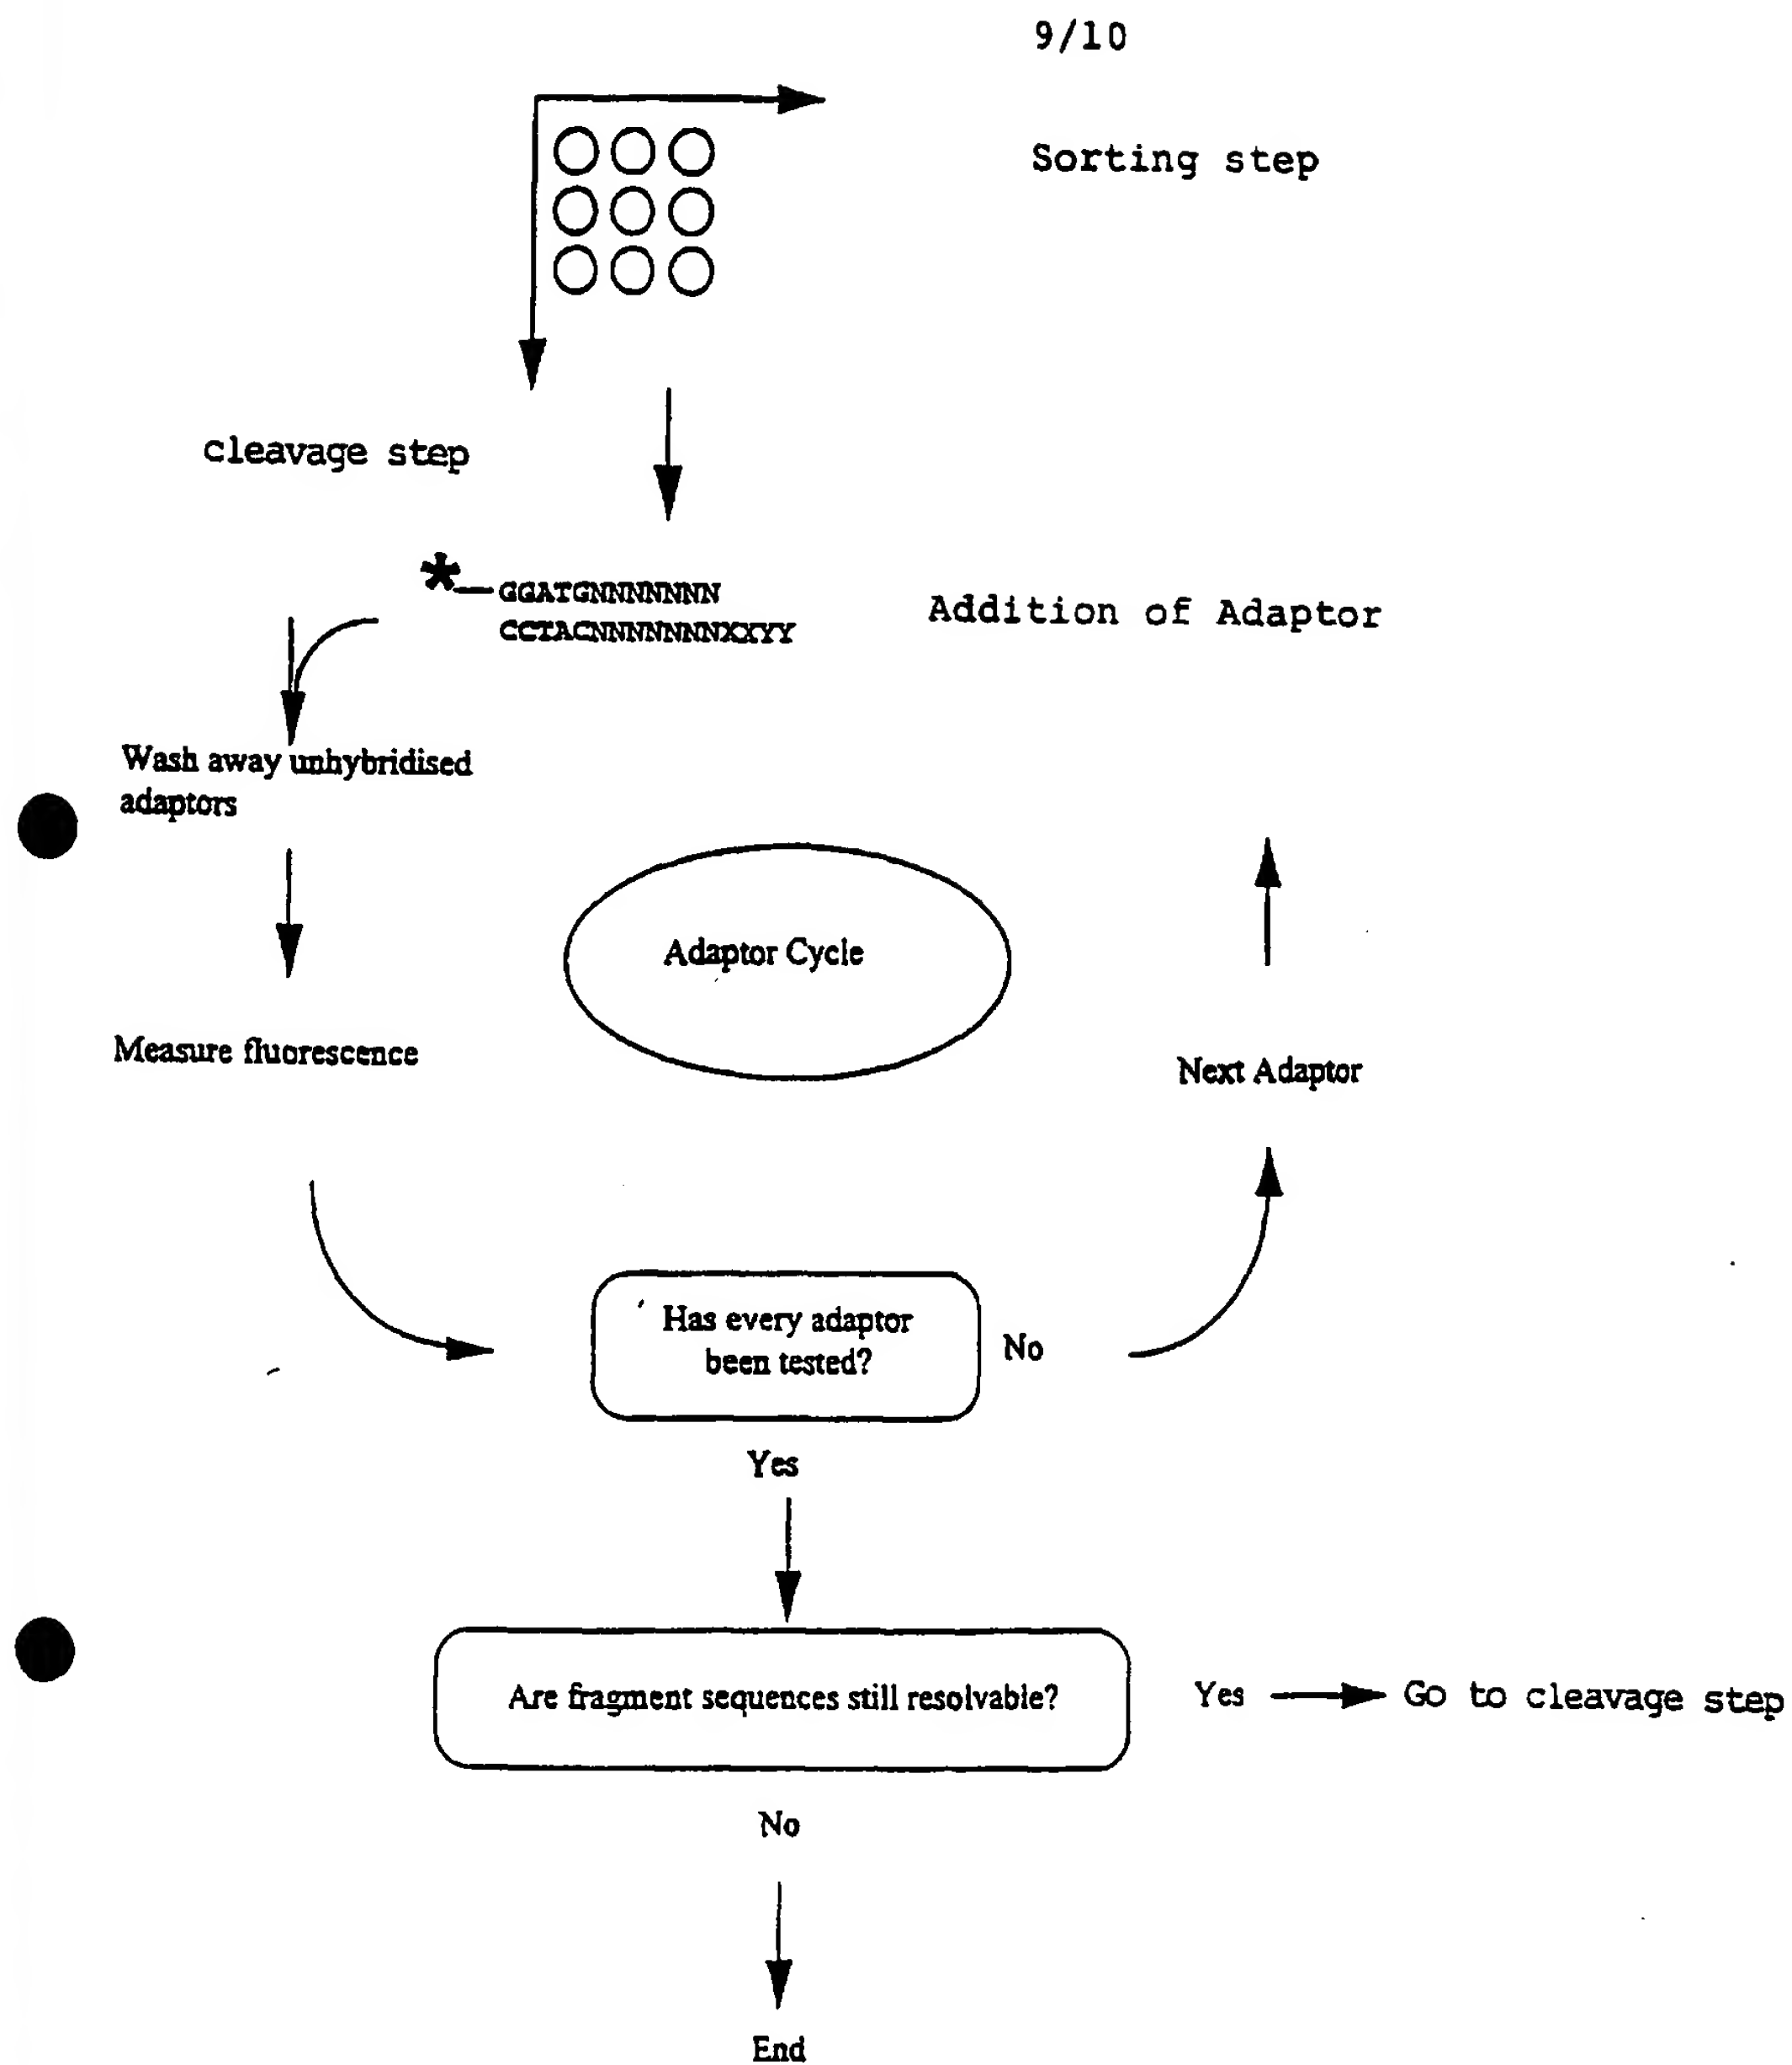 9/10
Sorting step
cleavage step
*—GGATGNNNNNNN
CCTACNNNNNNNXXYY
Addition of Adaptor
Wash away unhybridised
adaptors
Adaptor Cycle
Measure fluorescence
Next Adaptor
Has every adaptor
been tested?
No
Yes
Are fragment sequences still resolvable?
Yes
Go to cleavage step
No
End